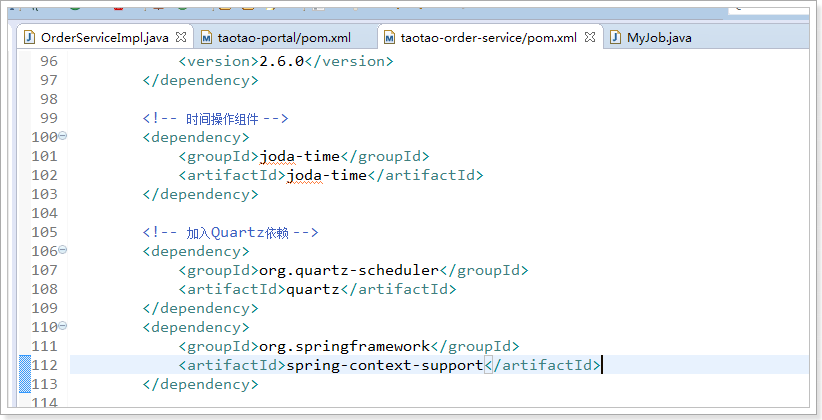 OrderServiceImpl.java taotao-portal/pom.xml taotao-order-service/pom.xml MyJob.java
96 <version>2.6.0</version>
97 </dependency>
98
99 <!-- 时间操作组件 -->
100 <dependency>
101 <groupId>joda-time</groupId>
102 <artifactId>joda-time</artifactId>
103 </dependency>
104
105 <!-- 加入Quartz依赖 -->
106 <dependency>
107 <groupId>org.quartz-scheduler</groupId>
108 <artifactId>quartz</artifactId>
109 </dependency>
110 <dependency>
111 <groupId>org.springframework</groupId>
112 <artifactId>spring-context-support</artifactId>
113 </dependency>
114